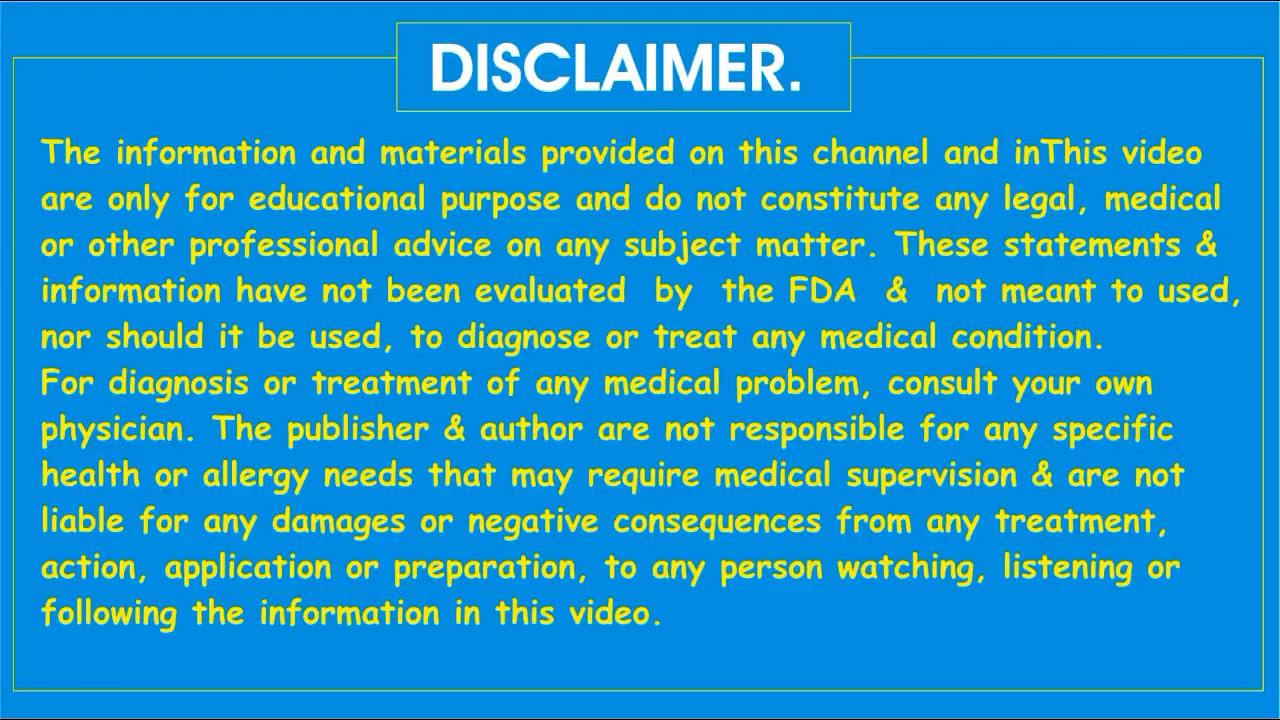 DISCLAIMER.
The information and materials provided on this channel and inThis video
are only for educational purpose and do not constitute any legal, medical
or other professional advice on any subject matter. These statements &
information have not been evaluated by the FDA & not meant to used,
nor should it be used, to diagnose or treat any medical condition.
For diagnosis or treatment of any medical problem, consult your own
physician. The publisher & author are not responsible for any specific
health or allergy needs that may require medical supervision & are not
liable for any damages or negative consequences from any treatment,
action, application or preparation, to any person watching, listening or
following the information in this video.